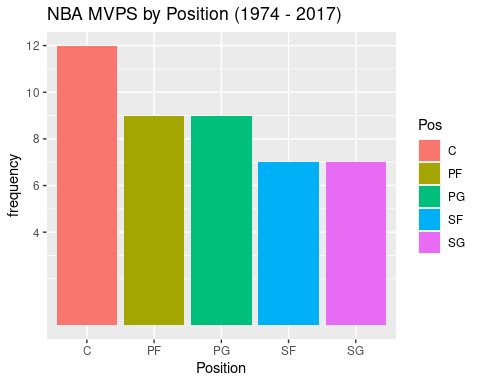 NBA MVPS by Position (1974 - 2017)
12
10
8
6
4
frequency
C
PF
PG
SF
SG
Position
Pos
C
PF
PG
SF
SG